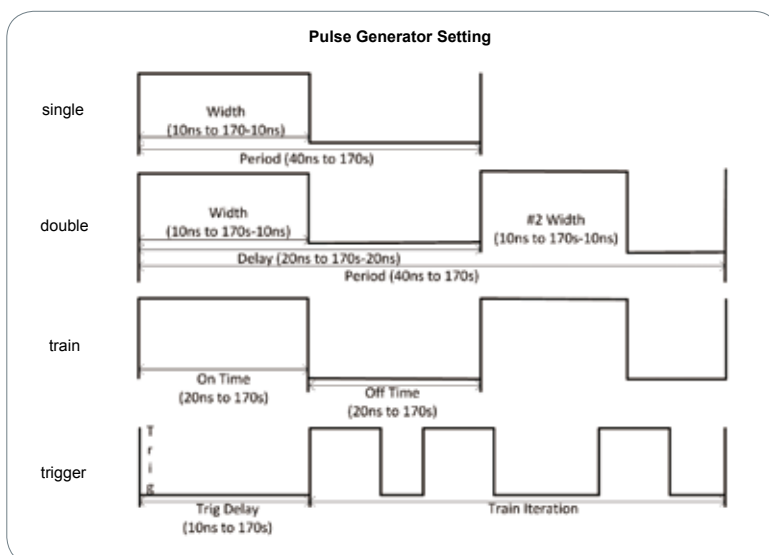 Pulse Generator Setting
single
Width
(10ns to 170-10ns)
Period (40ns to 170s)
double
Width
(10ns to 170s-10ns)
#2 Width
(10ns to 170s-10ns)
Delay (20ns to 170s-20ns)
Period (40ns to 170s)
train
On Time
(20ns to 170s)
Off Time
(20ns to 170s)
trigger
Trig
Trig Delay
(10ns to 170s)
Train Iteration